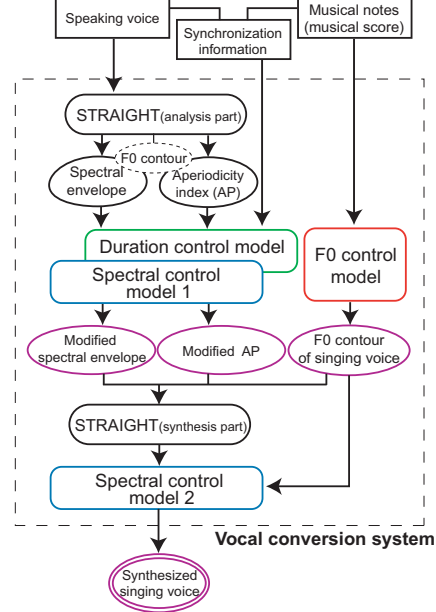 Speaking voice
Musical notes
(musical score)
Synchronization
information
STRAIGHT(analysis part)
F0 contour
Spectral
envelope
Aperiodicity
index (AP)
Duration control model
Spectral control
model 1
F0 control
model
Modified
spectral envelope
Modified AP
F0 contour
of singing voice
STRAIGHT(synthesis part)
Spectral control
model 2
Vocal conversion system
Synthesized
singing voice